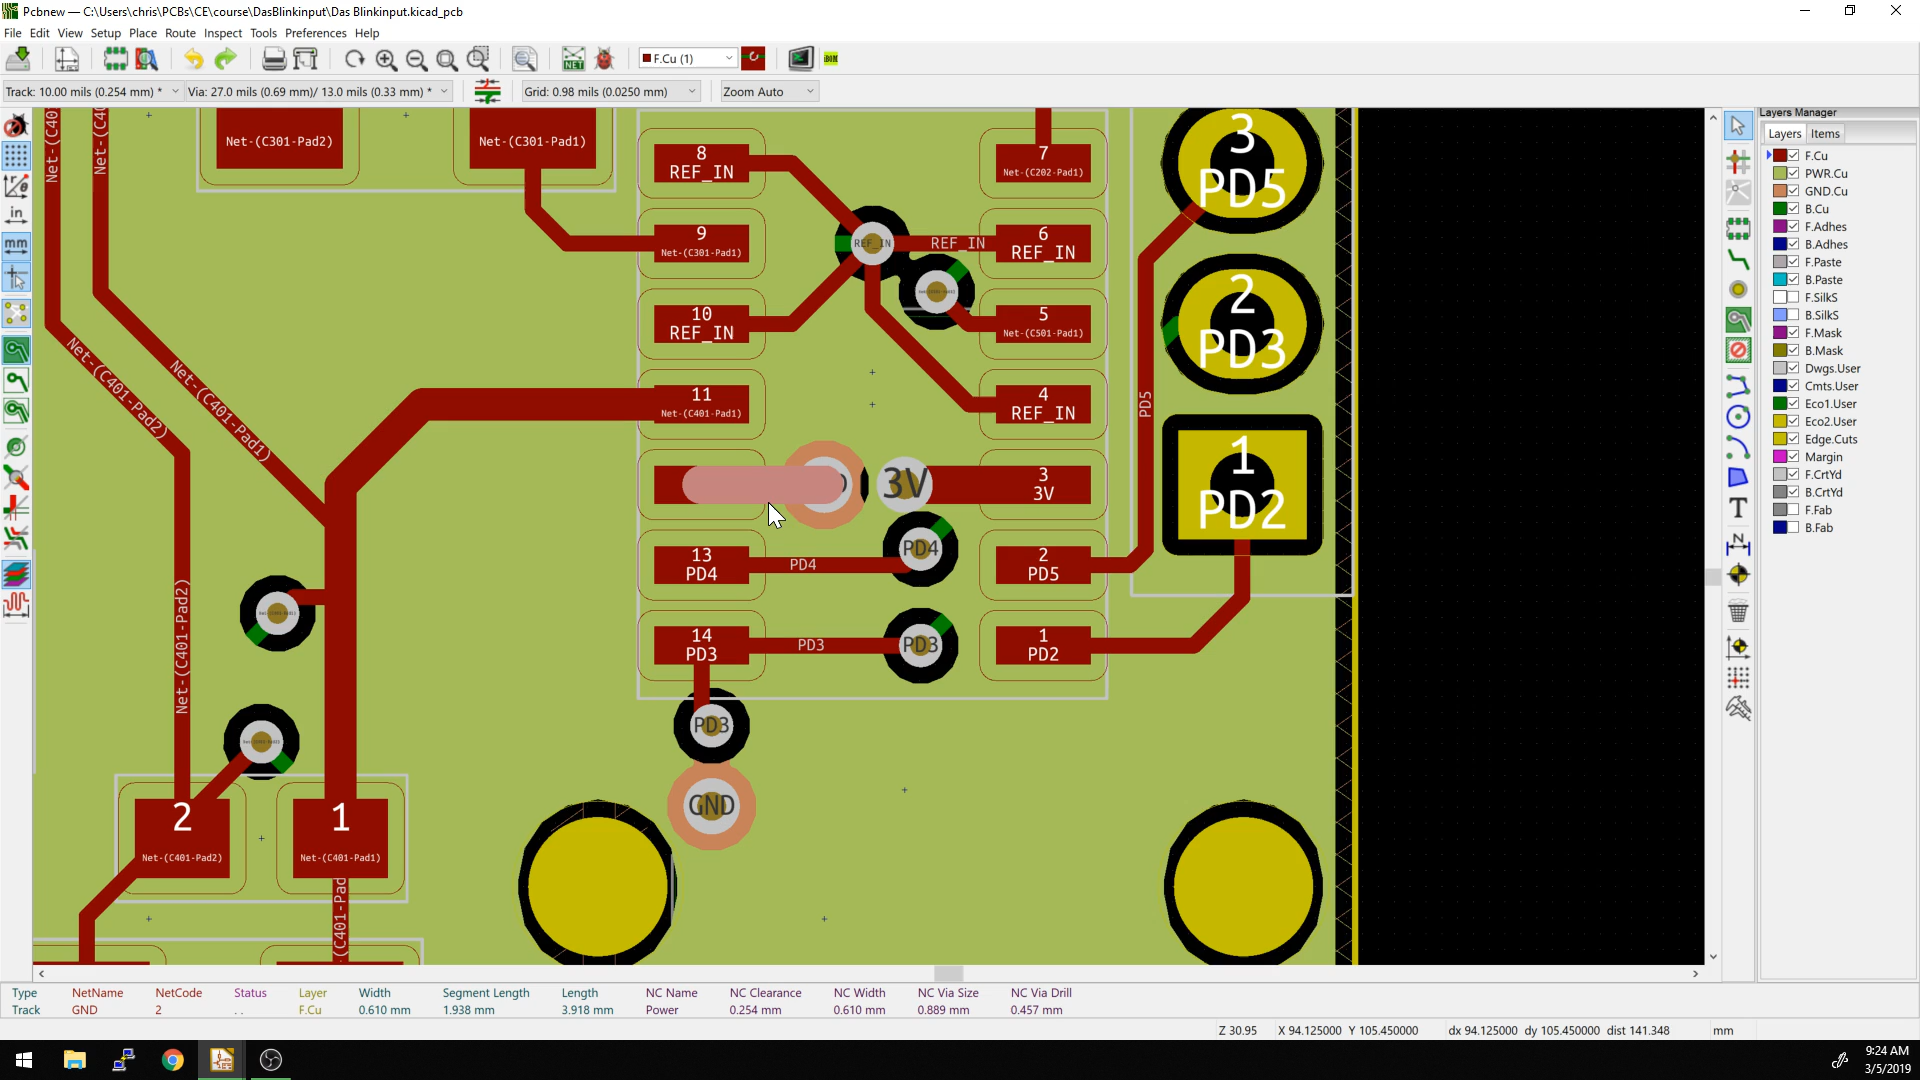 Pcbnew — C:\Users\chris\PCBs\CE\course\DasBlinkinput\Das Blinkinput.kicad_pcb
File Edit View Setup Place Route Inspect Tools Preferences Help
F.Cu (1)
Track: 10.00 mils (0.254 mm) *
Via: 27.0 mils (0.69 mm)/ 13.0 mils (0.33 mm) *
Grid: 0.98 mils (0.0250 mm)
Zoom Auto
Layers Manager
Layers Items
F.Cu
PWR.Cu
GND.Cu
B.Cu
F.Adhes
B.Adhes
F.Paste
B.Paste
F.SilkS
B.SilkS
F.Mask
B.Mask
Dwgs.User
Cmts.User
Eco1.User
Eco2.User
Edge.Cuts
Margin
F.CrtYd
B.CrtYd
F.Fab
B.Fab
in
mm
NET
Net-(C301-Pad2)
Net-(C301-Pad1)
8
REF_IN
7
Net-(C202-Pad1)
3
PD5
9
Net-(C301-Pad1)
REF_IN
REF_IN
6
REF_IN
10
REF_IN
5
Net-(C501-Pad1)
2
PD3
Net-(C401-Pad2)
Net-(C401-Pad1)
11
Net-(C401-Pad1)
4
REF_IN
PD5
3V
3
3V
1
PD2
13
PD4
PD4
PD4
2
PD5
Net-(C401-Pad2)
14
PD3
PD3
PD3
1
PD2
PD3
GND
2
Net-(C401-Pad2)
1
Net-(C401-Pad1)
Type NetName NetCode Status Layer Width Segment Length Length NC Name NC Clearance NC Width NC Via Size NC Via Drill
Track GND 2 .. F.Cu 0.610 mm 1.938 mm 3.918 mm Power 0.254 mm 0.610 mm 0.889 mm 0.457 mm
Z 30.95 X 94.125000 Y 105.450000 dx 94.125000 dy 105.450000 dist 141.348 mm
9:24 AM
3/5/2019